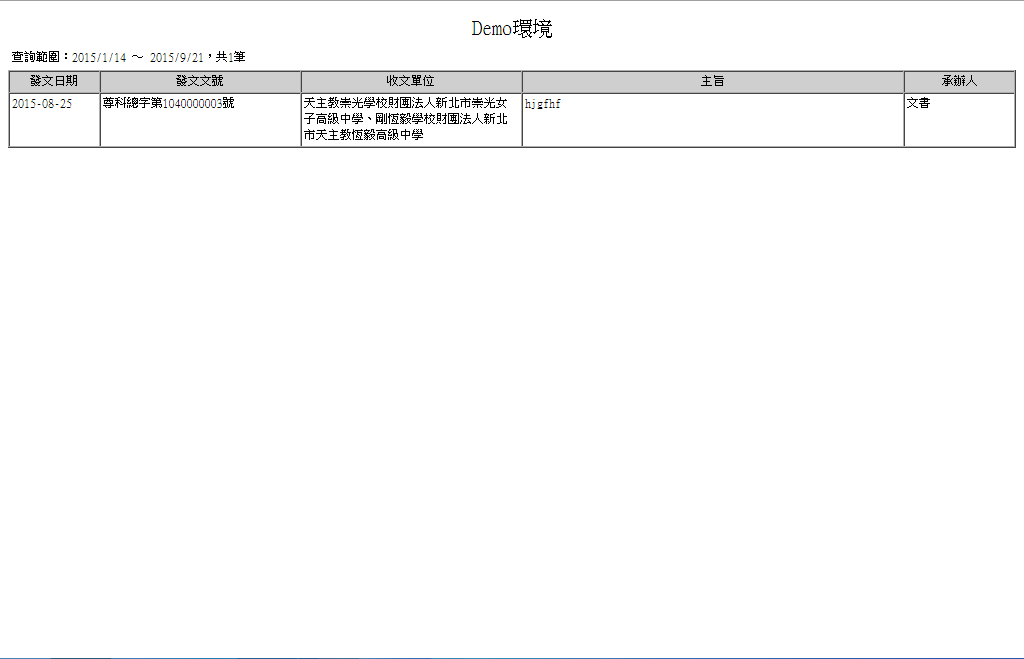 Demo環境
查詢範圍：2015/1/14 ～ 2015/9/21，共1筆
發文日期 發文文號 收文單位 主旨 承辦人
2015-08-25 尊科總字第1040000003號 天主教崇光學校財團法人新北市崇光女 hjgfhf 文書
子高級中學、剛恆毅學校財團法人新北
市天主教恆毅高級中學